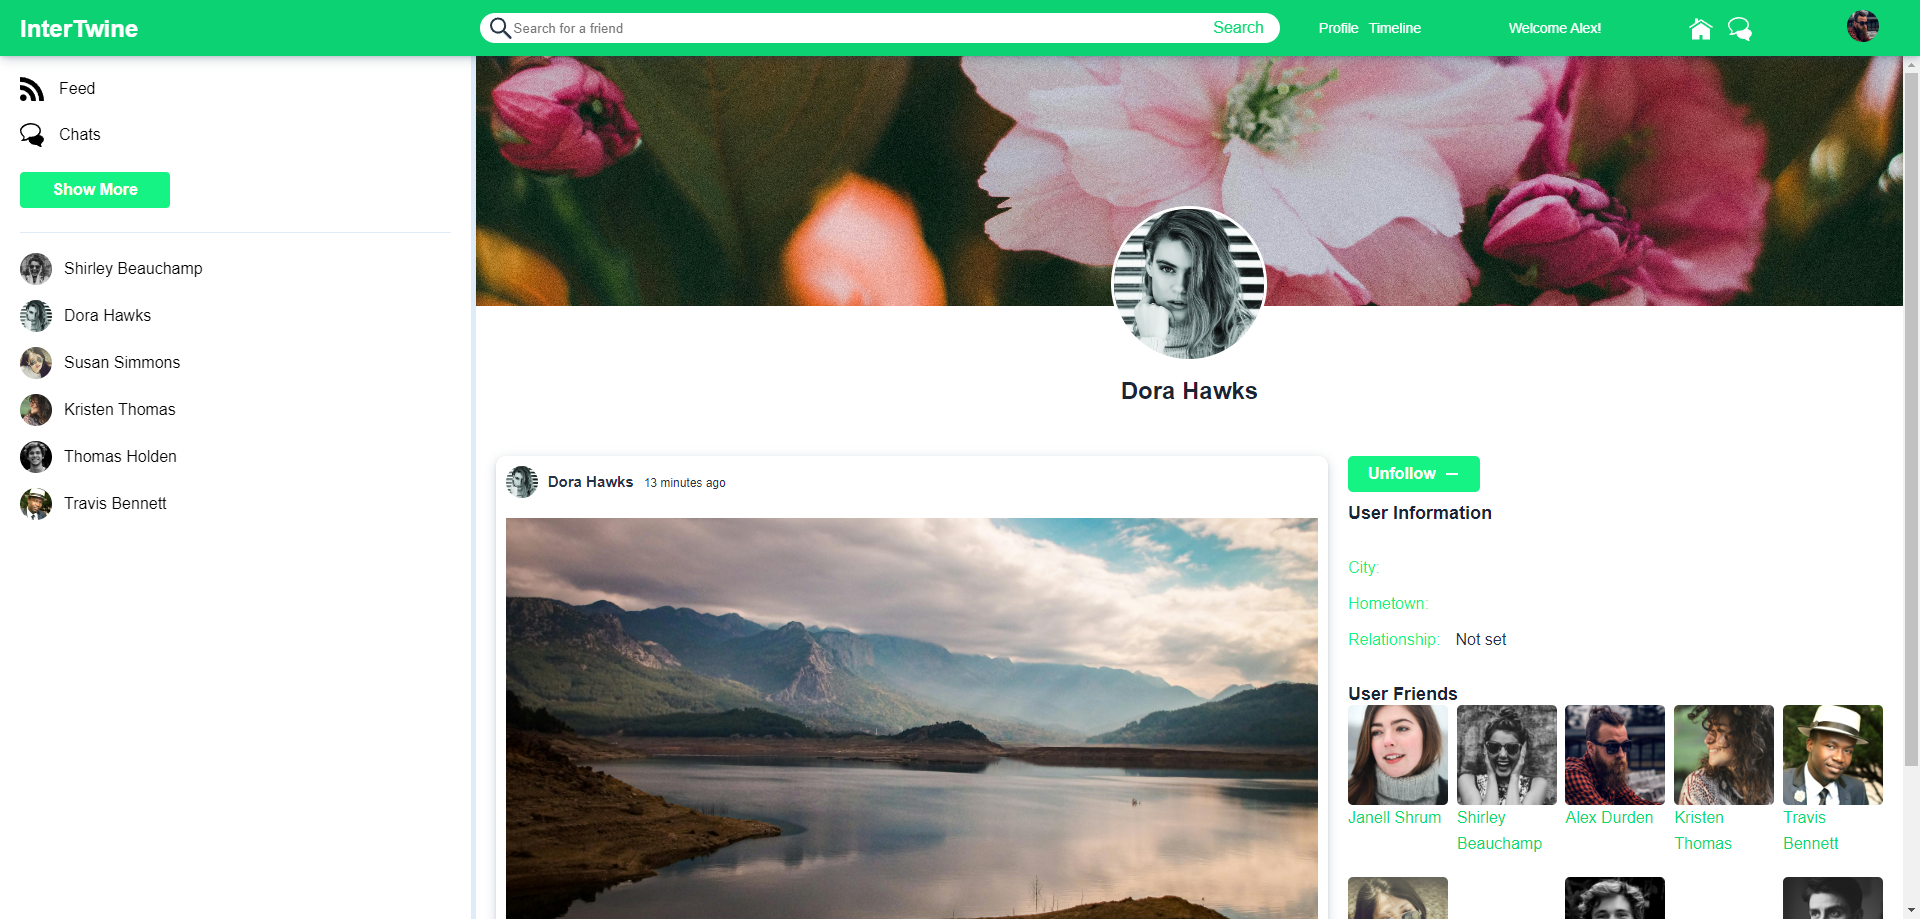 InterTwine
Search for a friend
Search
Profile Timeline
Welcome Alex!
Feed
Chats
Show More
Shirley Beauchamp
Dora Hawks
Susan Simmons
Kristen Thomas
Thomas Holden
Travis Bennett
Dora Hawks
Dora Hawks 13 minutes ago
Unfollow –
User Information
City:
Hometown:
Relationship: Not set
User Friends
Janell Shrum
Shirley
Beauchamp
Alex Durden
Kristen
Thomas
Travis
Bennett